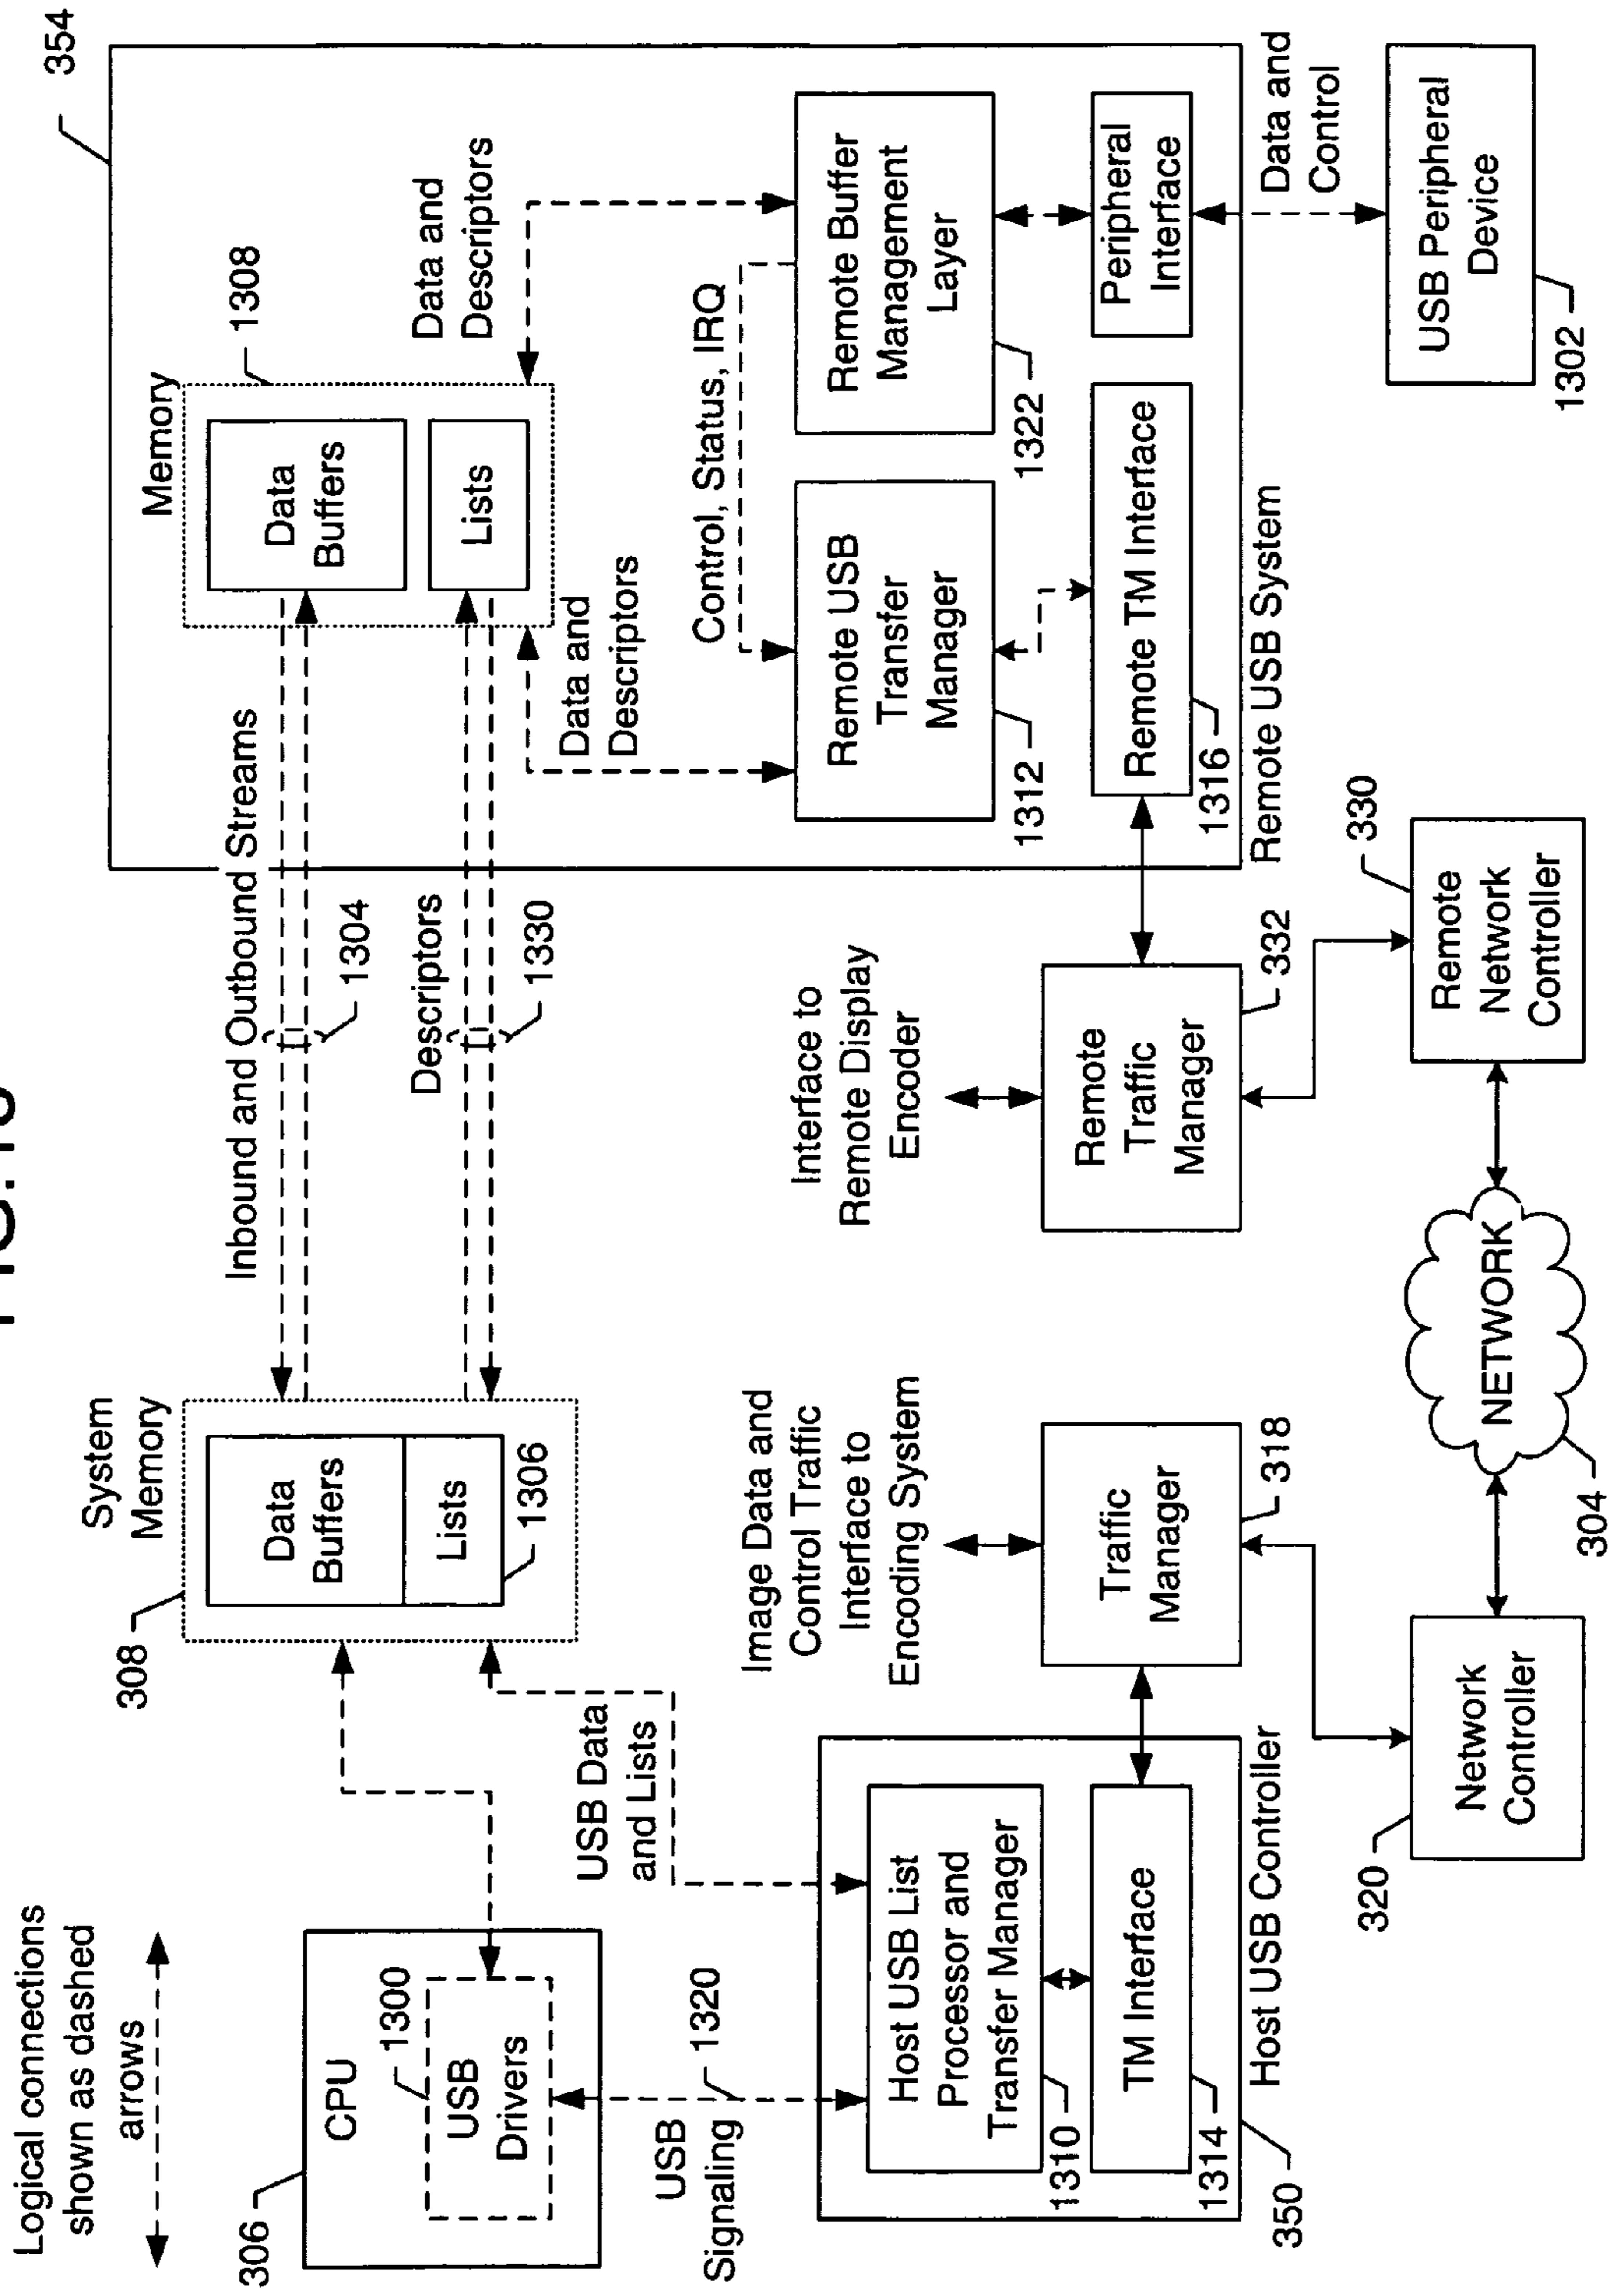 Logical connections
shown as dashed
arrows
306
CPU
1300
USB
Drivers
USB
Signaling
1320
308
System
Memory
Data
Buffers
Lists
1306
USB Data
and Lists
Inbound and Outbound Streams
1304
Descriptors
1330
354
Memory
1308
Data
Buffers
Lists
Data and
Descriptors
Data and
Descriptors
Control, Status, IRQ
Remote USB
Transfer
Manager
1312
Remote Buffer
Management
Layer
1322
Remote TM Interface
1316
Peripheral
Interface
Remote USB System
Data and
Control
USB Peripheral
Device
1302
Host USB List
Processor and
Transfer Manager
1310
TM Interface
1314
Host USB Controller
350
Image Data and
Control Traffic
Interface to
Encoding System
Traffic
Manager
318
Interface to
Remote Display
Encoder
Remote
Traffic
Manager
332
Network
Controller
320
NETWORK
304
Remote
Network
Controller
330